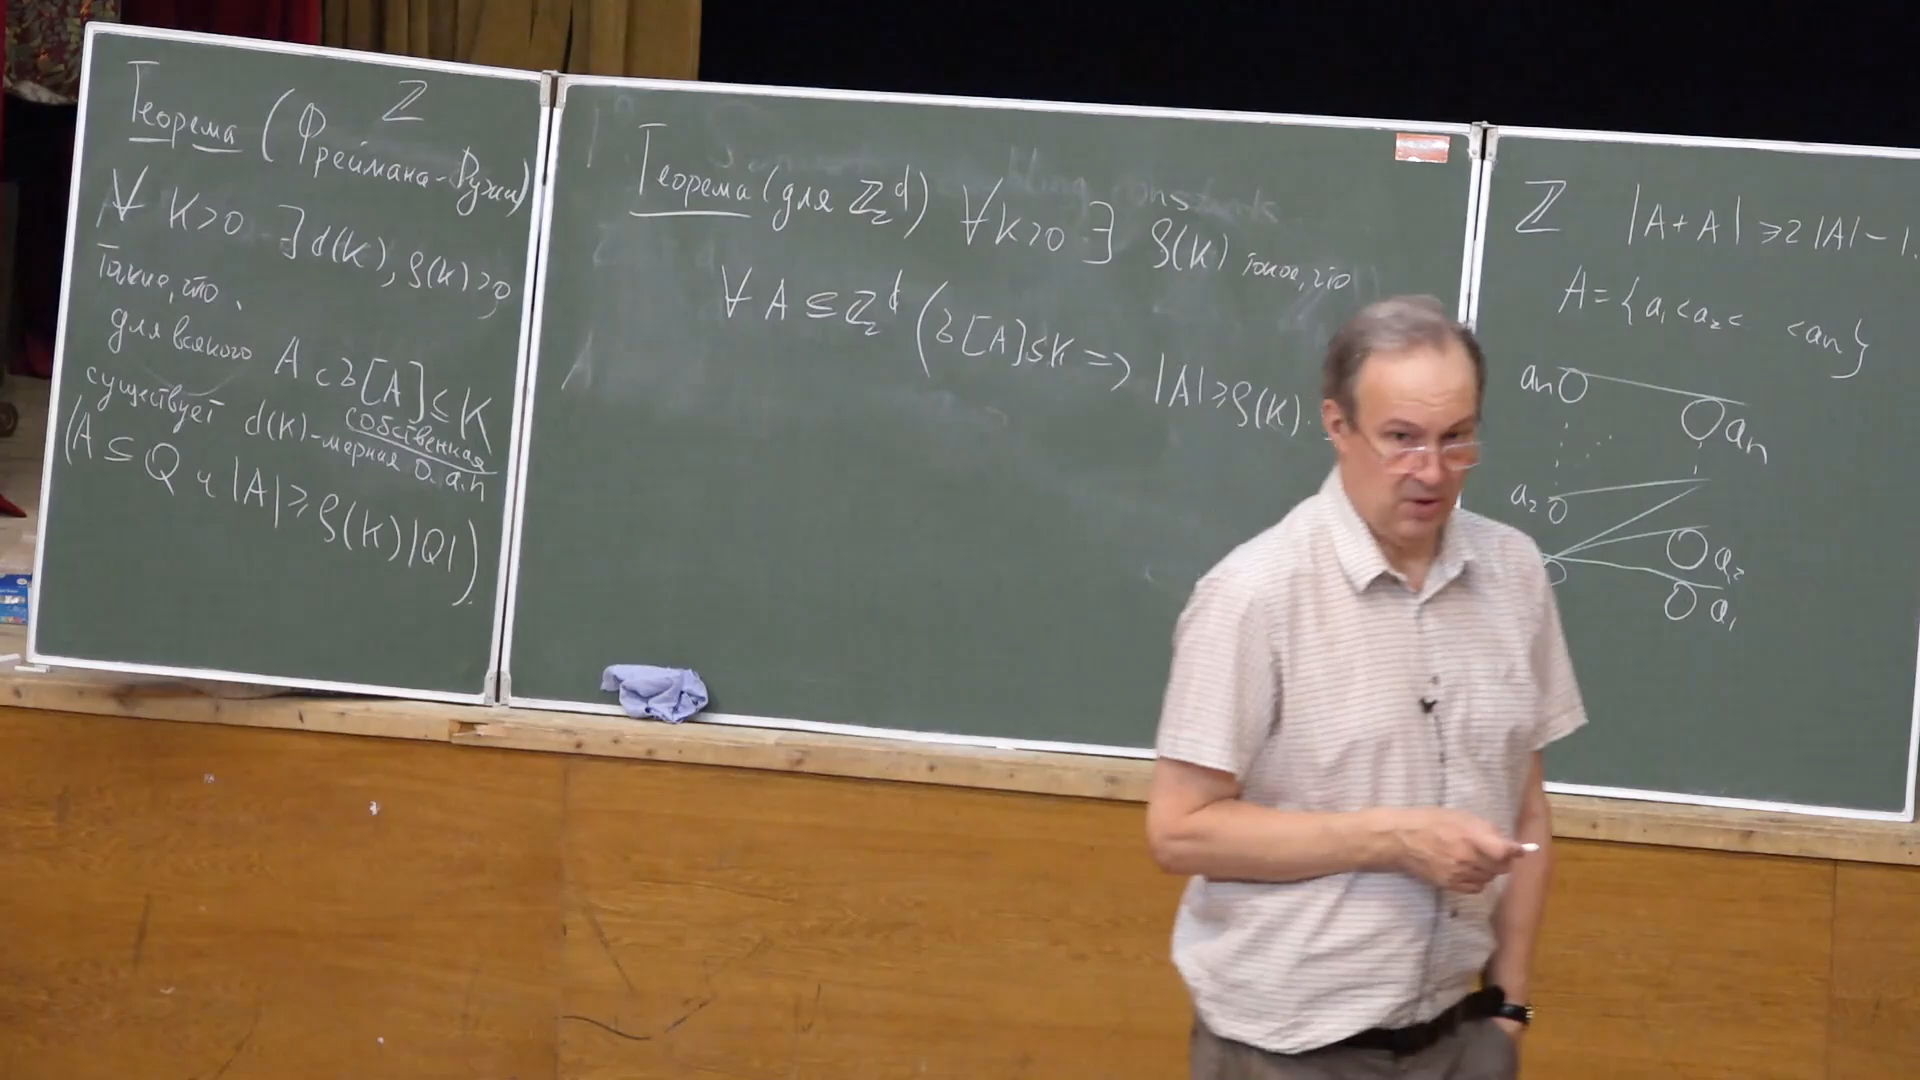 Z
Теорема (Фреймана-Ружи)
∀ K>0 ∃ d(K), ρ(K)>0
такие, что
для всякого A с σ[A]≤K
существует d(K)-мерная собственная о.а.п
(A ⊆ Q и |A| ≥ ρ(K)|Q|).
Теорема (для Z₂ᵈ) ∀K>0 ∃ ρ(K) такое, что
∀ A ⊆ Z₂ᵈ (σ[A]≤K => |A| ≥ ρ(K).
Z |A+A| ≥ 2|A|-1.
A = {a₁<a₂< <aₙ}
aₙ
aₙ
a₂
a₂
a₁